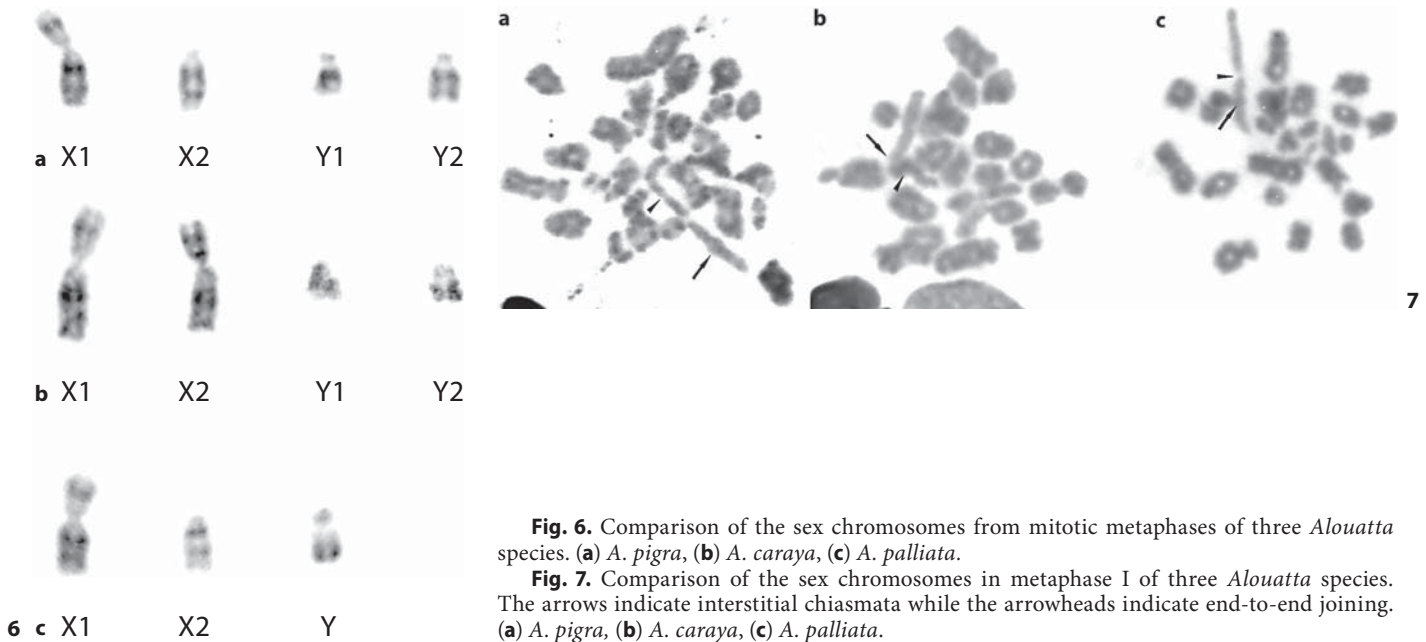 a X1 X2 Y1 Y2
b X1 X2 Y1 Y2
6 c X1 X2 Y
a b c
7
Fig. 6. Comparison of the sex chromosomes from mitotic metaphases of three Alouatta
species. (a) A. pigra, (b) A. caraya, (c) A. palliata.
Fig. 7. Comparison of the sex chromosomes in metaphase I of three Alouatta species.
The arrows indicate interstitial chiasmata while the arrowheads indicate end-to-end joining.
(a) A. pigra, (b) A. caraya, (c) A. palliata.